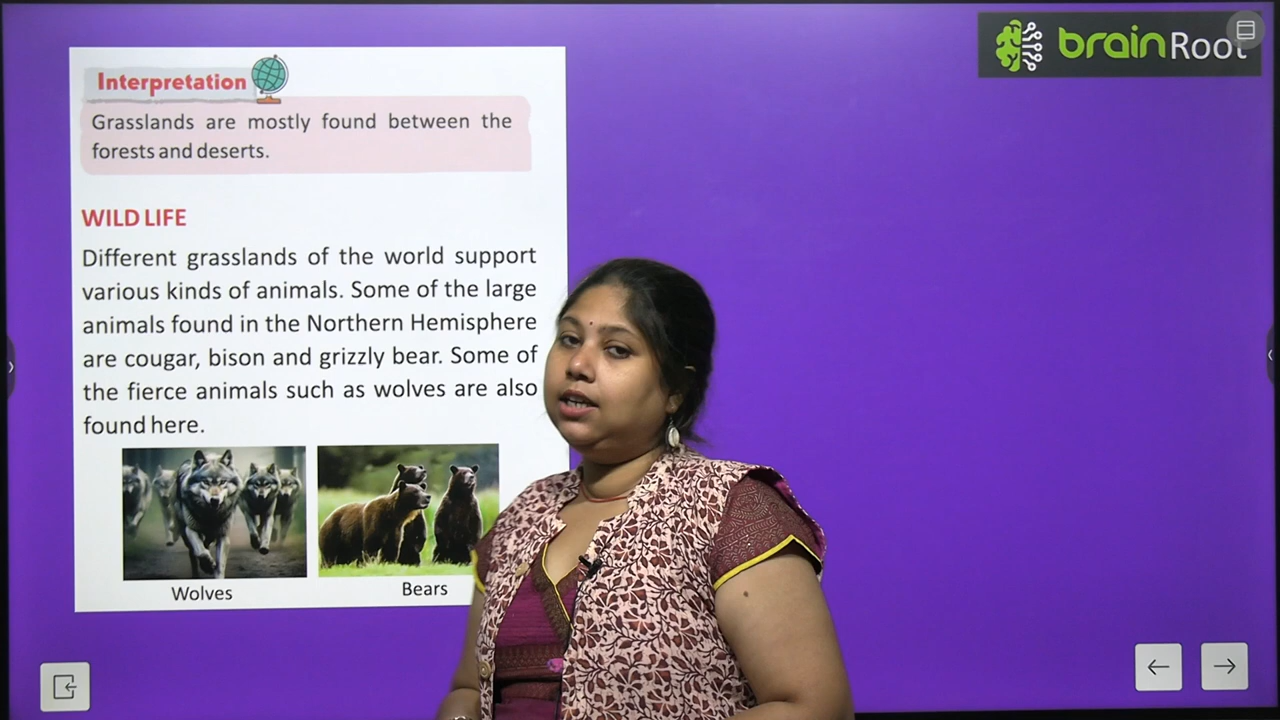 brainRoot
Interpretation
Grasslands are mostly found between the
forests and deserts.
WILD LIFE
Different grasslands of the world support
various kinds of animals. Some of the large
animals found in the Northern Hemisphere
are cougar, bison and grizzly bear. Some of
the fierce animals such as wolves are also
found here.
Wolves
Bears